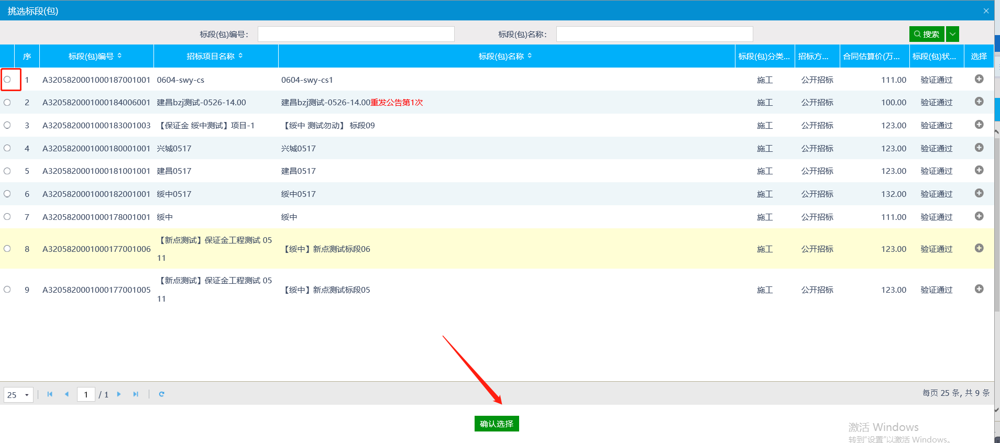 挑选标段(包)
标段(包)编号：
标段(包)名称：
搜索
序 标段(包)编号 招标项目名称 标段(包)名称 标段(包)分类... 招标方... 合同估算价(万... 标段(包)状... 选择
1 A3205820001000187001001 0604-swy-cs 0604-swy-cs1 施工 公开招标 111.00 验证通过
2 A3205820001000184006001 建昌bzj测试-0526-14.00 建昌bzj测试-0526-14.00重发公告第1次 施工 公开招标 100.00 验证通过
3 A3205820001000183001003 【保证金 绥中测试】项目-1 【绥中 测试勿动】 标段09 施工 公开招标 123.00 验证通过
4 A3205820001000180001001 兴城0517 兴城0517 施工 公开招标 123.00 验证通过
5 A3205820001000181001001 建昌0517 建昌0517 施工 公开招标 123.00 验证通过
6 A3205820001000182001001 绥中0517 绥中0517 施工 公开招标 132.00 验证通过
7 A3205820001000178001001 绥中 绥中 施工 公开招标 111.00 验证通过
【新点测试】保证金工程测试 05
8 A3205820001000177001006 【绥中】新点测试标段06 施工 公开招标 123.00 验证通过
11
【新点测试】保证金工程测试 05
9 A3205820001000177001005 【绥中】新点测试标段05 施工 公开招标 123.00 验证通过
11
25 1 / 1 每页 25 条, 共 9 条
确认选择
激活 Windows
转到"设置"以激活 Windows。